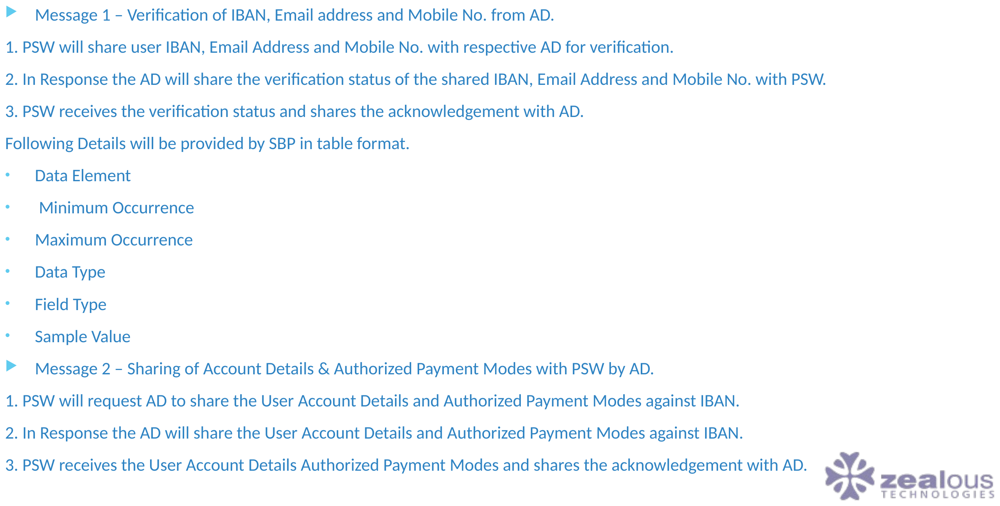 Message 1 – Verification of IBAN, Email address and Mobile No. from AD.
1. PSW will share user IBAN, Email Address and Mobile No. with respective AD for verification.
2. In Response the AD will share the verification status of the shared IBAN, Email Address and Mobile No. with PSW.
3. PSW receives the verification status and shares the acknowledgement with AD.
Following Details will be provided by SBP in table format.
• Data Element
• Minimum Occurrence
• Maximum Occurrence
• Data Type
• Field Type
• Sample Value
Message 2 – Sharing of Account Details & Authorized Payment Modes with PSW by AD.
1. PSW will request AD to share the User Account Details and Authorized Payment Modes against IBAN.
2. In Response the AD will share the User Account Details and Authorized Payment Modes against IBAN.
3. PSW receives the User Account Details Authorized Payment Modes and shares the acknowledgement with AD.
zealous
TECHNOLOGIES